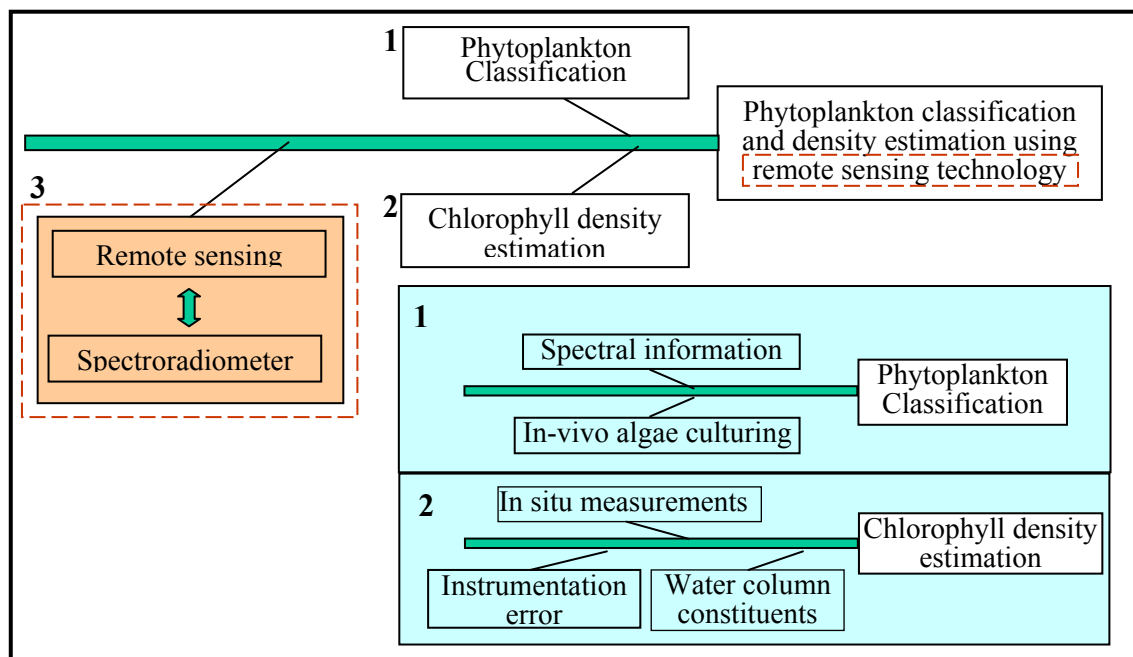 1
Phytoplankton
Classification
Phytoplankton classification
and density estimation using
remote sensing technology
3
2
Chlorophyll density
estimation
Remote sensing
Spectroradiometer
1
Spectral information
Phytoplankton
Classification
In-vivo algae culturing
2
In situ measurements
Chlorophyll density
estimation
Instrumentation
error
Water column
constituents